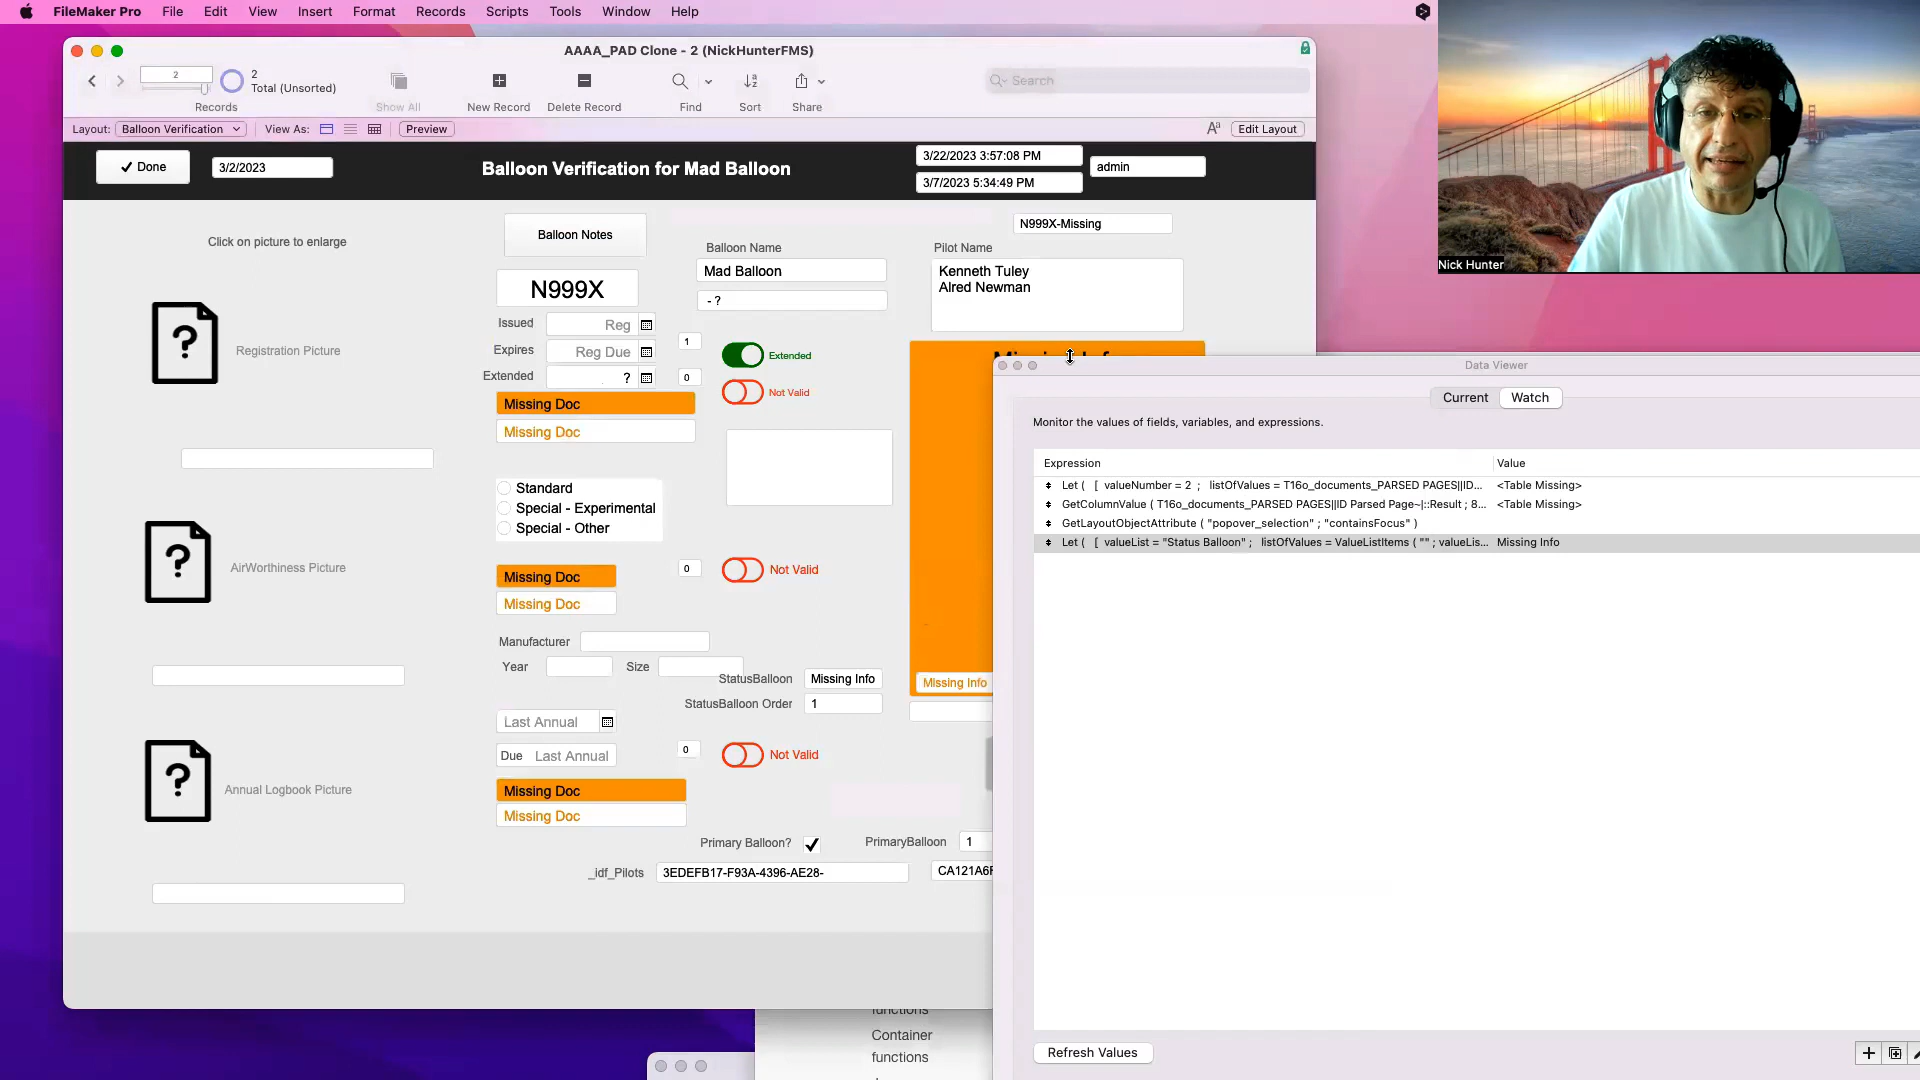 FileMaker Pro File Edit View Insert Format Records Scripts Tools Window Help
AAAA_PAD Clone - 2 (NickHunterFMS)
2
2
Total (Unsorted)
Search
Records
Show All
New Record
Delete Record
Find
Sort
Share
Layout: Balloon Verification View As: Preview
Edit Layout
Done
3/2/2023
Balloon Verification for Mad Balloon
3/22/2023 3:57:08 PM
3/7/2023 5:34:49 PM
admin
Nick Hunter
Click on picture to enlarge
Balloon Notes
N999X-Missing
Balloon Name
Pilot Name
Mad Balloon
- ?
Kenneth Tuley
Alred Newman
N999X
Issued Reg
Expires Reg Due
Extended ?
1
0
Extended
Not Valid
Registration Picture
Missing Doc
Missing Doc
Standard
Special - Experimental
Special - Other
AirWorthiness Picture
Missing Doc
Missing Doc
0
Not Valid
Manufacturer
Year Size
StatusBalloon Missing Info
StatusBalloon Order 1
Missing Info
Last Annual
Due Last Annual
0
Not Valid
Annual Logbook Picture
Missing Doc
Missing Doc
Primary Balloon?
PrimaryBalloon 1
_idf_Pilots 3EDEFB17-F93A-4396-AE28-
Data Viewer
Current Watch
Monitor the values of fields, variables, and expressions.
Expression Value
Let ( [ valueNumber = 2 ; listOfValues = T16o_documents_PARSED PAGES||ID... <Table Missing>
GetColumnValue ( T16o_documents_PARSED PAGES||ID Parsed Page~|::Result ; 8... <Table Missing>
GetLayoutObjectAttribute ( "popover_selection" ; "containsFocus" )
Let ( [ valueList = "Status Balloon" ; listOfValues = ValueListItems ( "" ; valueLis... Missing Info
Refresh Values
functions
Container
functions